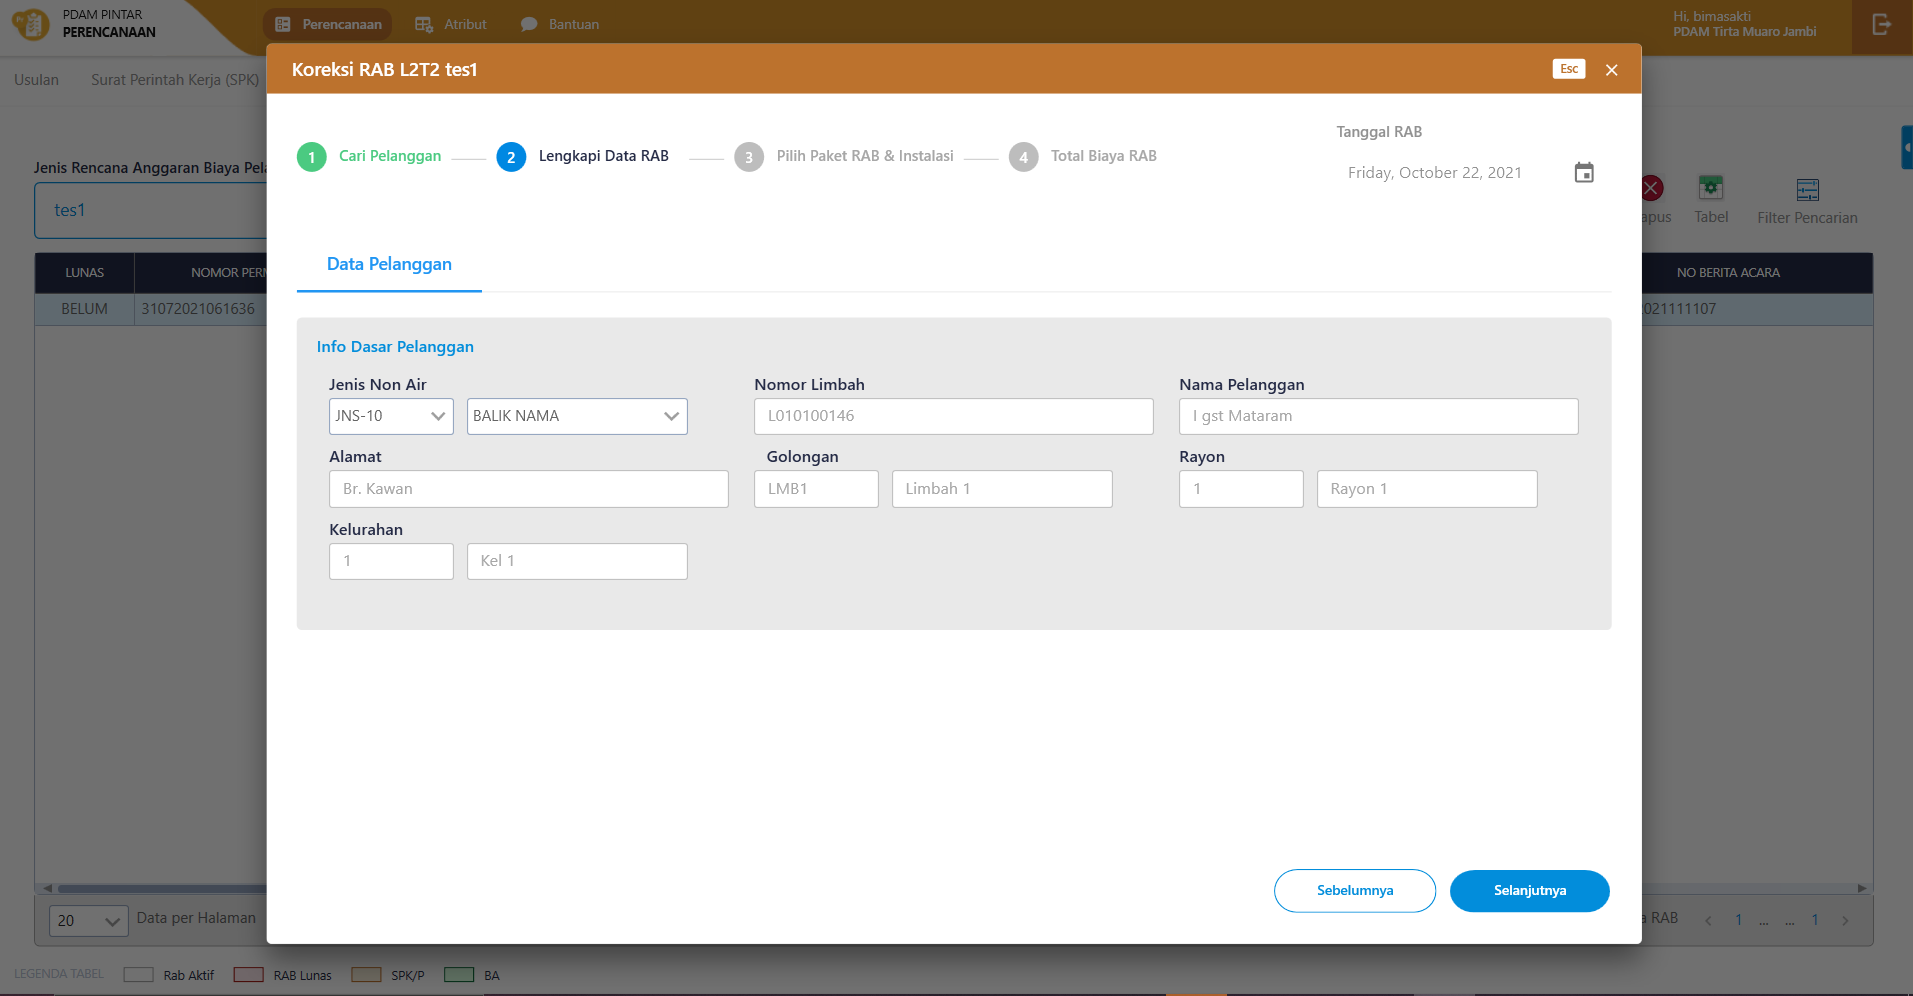 PDAM PINTAR
PERENCANAAN
Perencanaan
Atribut
Bantuan
Hi, bimasakti
PDAM Tirta Muaro Jambi
Usulan
Surat Perintah Kerja (SPK)
Koreksi RAB L2T2 tes1
Esc
1 Cari Pelanggan
2 Lengkapi Data RAB
3 Pilih Paket RAB & Instalasi
4 Total Biaya RAB
Tanggal RAB
Friday, October 22, 2021
Jenis Rencana Anggaran Biaya Pela
tes1
apus
Tabel
Filter Pencarian
LUNAS
NOMOR PERM
NO BERITA ACARA
BELUM
31072021061636
2021111107
Data Pelanggan
Info Dasar Pelanggan
Jenis Non Air
JNS-10
BALIK NAMA
Nomor Limbah
L010100146
Nama Pelanggan
I gst Mataram
Alamat
Br. Kawan
Golongan
LMB1
Limbah 1
Rayon
1
Rayon 1
Kelurahan
1
Kel 1
Sebelumnya
Selanjutnya
20
Data per Halaman
a RAB
< 1 ... ... 1 >
LEGENDA TABEL
Rab Aktif
RAB Lunas
SPK/P
BA